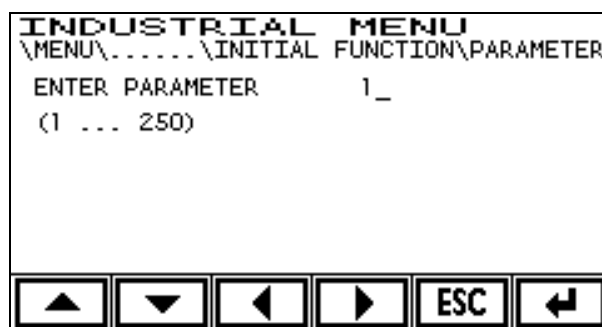 INDUSTRIAL MENU
\MENU\......\INITIAL FUNCTION\PARAMETER
ENTER PARAMETER 1_
(1 ... 250)
ESC